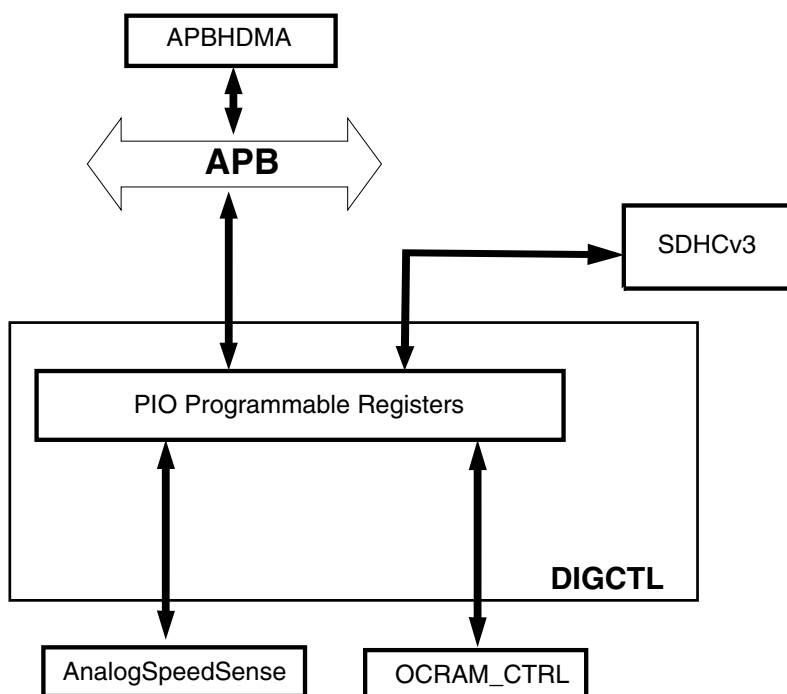 APBHDMA
APB
SDHCv3
PIO Programmable Registers
DIGCTL
AnalogSpeedSense
OCRAM_CTRL